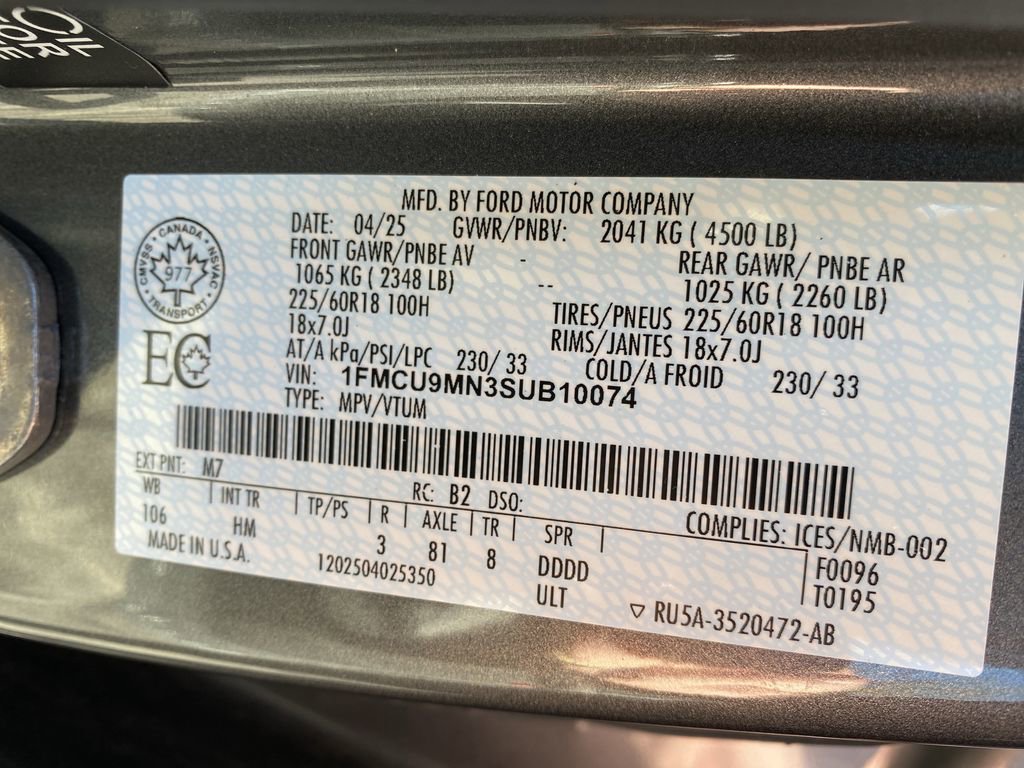 OIL
MFD. BY FORD MOTOR COMPANY
DATE: 04/25 GVWR/PNBV: 2041 KG ( 4500 LB)
FRONT GAWR/PNBE AV - REAR GAWR/ PNBE AR
1065 KG ( 2348 LB) -- 1025 KG ( 2260 LB)
225/60R18 100H TIRES/PNEUS 225/60R18 100H
18x7.0J RIMS/JANTES 18x7.0J
AT/A kPa/PSI/LPC 230/ 33 COLD/A FROID 230/ 33
VIN: 1FMCU9MN3SUB10074
TYPE: MPV/VTUM
CANADA
CMVSS NSVAC
977
TRANSPORT
EC
EXT PNT: M7 RC: B2 DSO:
WB INT TR TP/PS R AXLE TR SPR COMPLIES: ICES/NMB-002
106 HM 3 81 8 DDDD F0096
MADE IN U.S.A. 1202504025350 ULT T0195
▽ RU5A-3520472-AB